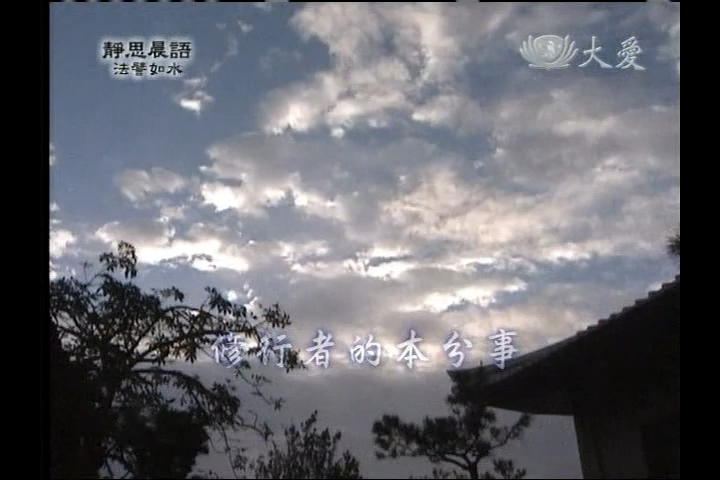 靜思晨語
法譬如水
大愛
修行者的本分事